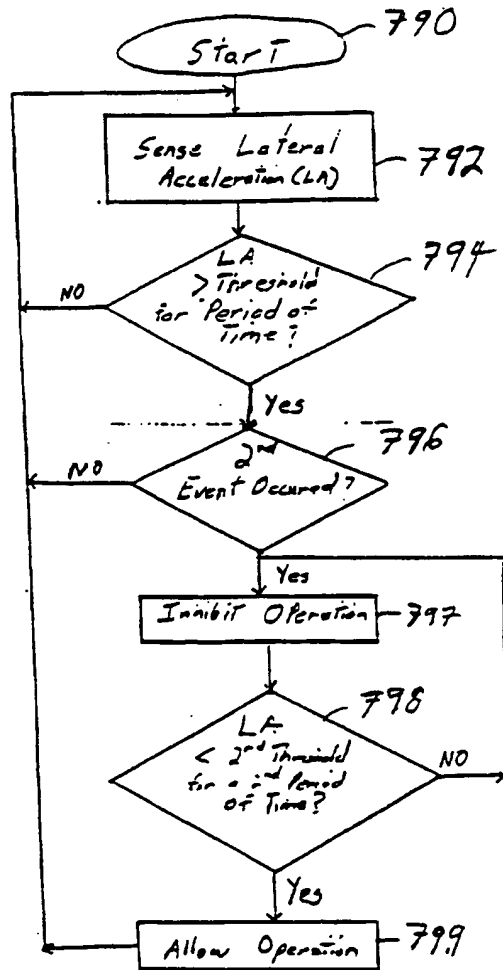 790
Start
Sense Lateral
Acceleration (LA)
792
LA
> Threshold
for Period of
Time?
794
NO
Yes
2nd
Event Occured?
796
NO
Yes
Inhibit Operation
797
LA
< 2nd Threshold
for a 2nd Period
of Time?
798
NO
Yes
Allow Operation
799